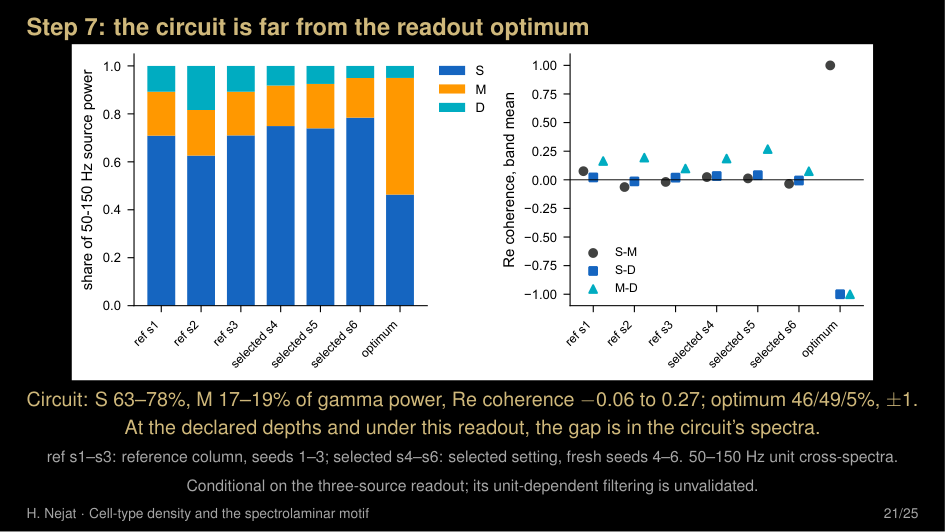 Step 7: the circuit is far from the readout optimum
share of 50-150 Hz source power
1.0
0.8
0.6
0.4
0.2
0.0
ref s1
ref s2
ref s3
selected s4
selected s5
selected s6
optimum
S
M
D
Re coherence, band mean
1.00
0.75
0.50
0.25
0.00
−0.25
−0.50
−0.75
−1.00
S-M
S-D
M-D
ref s1
ref s2
ref s3
selected s4
selected s5
selected s6
optimum
Circuit: S 63–78%, M 17–19% of gamma power, Re coherence −0.06 to 0.27; optimum 46/49/5%, ±1.
At the declared depths and under this readout, the gap is in the circuit's spectra.
ref s1–s3: reference column, seeds 1–3; selected s4–s6: selected setting, fresh seeds 4–6. 50–150 Hz unit cross-spectra.
Conditional on the three-source readout; its unit-dependent filtering is unvalidated.
H. Nejat · Cell-type density and the spectrolaminar motif
21/25